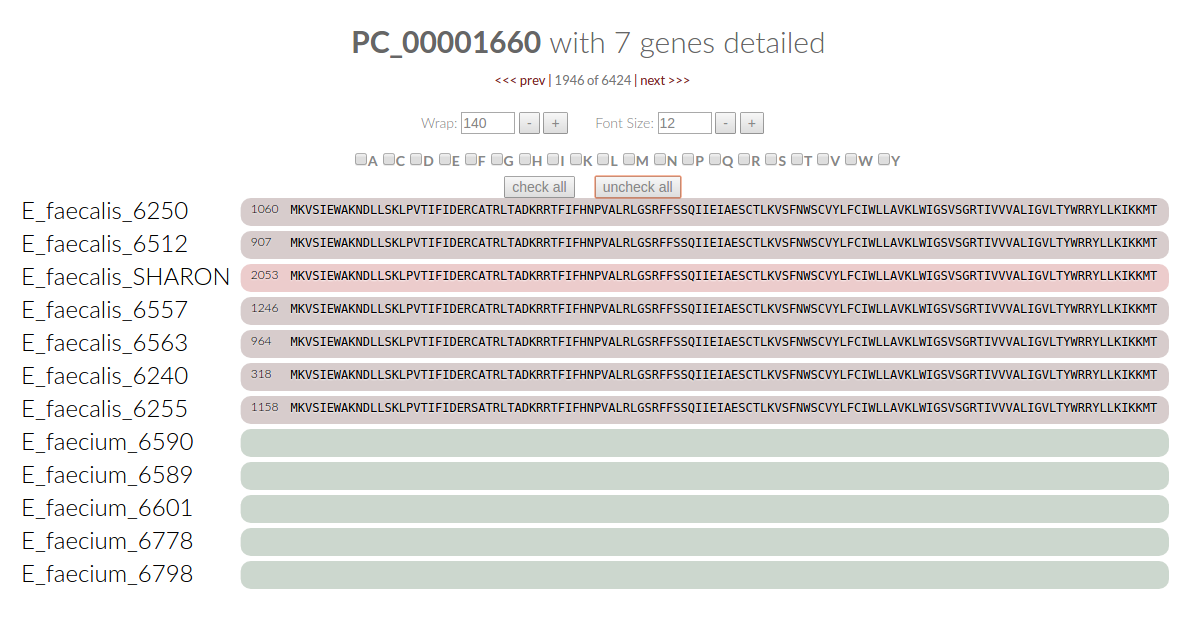 PC_00001660 with 7 genes detailed
<<< prev | 1946 of 6424 | next >>>
Wrap: 140 - + Font Size: 12 - +
A C D E F G H I K L M N P Q R S T V W Y
check all uncheck all
E_faecalis_6250 1060 MKVSIEWAKNDLLSKLPVTIFIDERCATRLTADKRRTFIFHNPVALRLGSRFFSSQIIEIAESCTLKVSFNWSCVYLFCIWLLAVKLWIGSVSGRTIVVVALIGVLTYWRRYLLKIKKMT
E_faecalis_6512 907 MKVSIEWAKNDLLSKLPVTIFIDERCATRLTADKRRTFIFHNPVALRLGSRFFSSQIIEIAESCTLKVSFNWSCVYLFCIWLLAVKLWIGSVSGRTIVVVALIGVLTYWRRYLLKIKKMT
E_faecalis_SHARON 2053 MKVSIEWAKNDLLSKLPVTIFIDERCATRLTADKRRTFIFHNPVALRLGSRFFSSQIIEIAESCTLKVSFNWSCVYLFCIWLLAVKLWIGSVSGRTIVVVALIGVLTYWRRYLLKIKKMT
E_faecalis_6557 1246 MKVSIEWAKNDLLSKLPVTIFIDERCATRLTADKRRTFIFHNPVALRLGSRFFSSQIIEIAESCTLKVSFNWSCVYLFCIWLLAVKLWIGSVSGRTIVVVALIGVLTYWRRYLLKIKKMT
E_faecalis_6563 964 MKVSIEWAKNDLLSKLPVTIFIDERCATRLTADKRRTFIFHNPVALRLGSRFFSSQIIEIAESCTLKVSFNWSCVYLFCIWLLAVKLWIGSVSGRTIVVVALIGVLTYWRRYLLKIKKMT
E_faecalis_6240 318 MKVSIEWAKNDLLSKLPVTIFIDERCATRLTADKRRTFIFHNPVALRLGSRFFSSQIIEIAESCTLKVSFNWSCVYLFCIWLLAVKLWIGSVSGRTIVVVALIGVLTYWRRYLLKIKKMT
E_faecalis_6255 1158 MKVSIEWAKNDLLSKLPVTIFIDERSATRLTADKRRTFIFHNPVALRLGSRFFSSQIIEIAESCTLKVSFNWSCVYLFCIWLLAVKLWIGSVSGRTIVVVALIGVLTYWRRYLLKIKKMT
E_faecium_6590
E_faecium_6589
E_faecium_6601
E_faecium_6778
E_faecium_6798